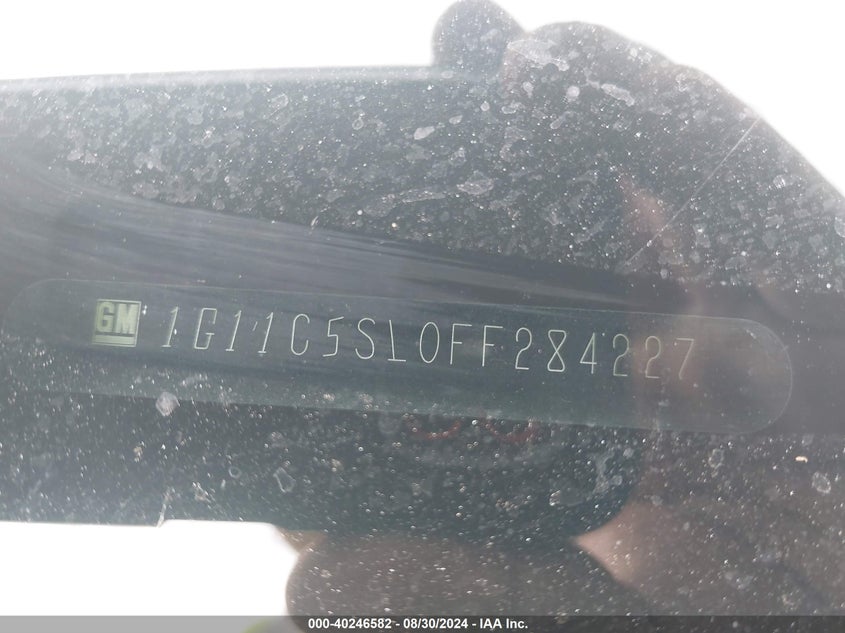 GM 1G11C5SL0FF284227
000-40246582 - 08/30/2024 - IAA Inc.